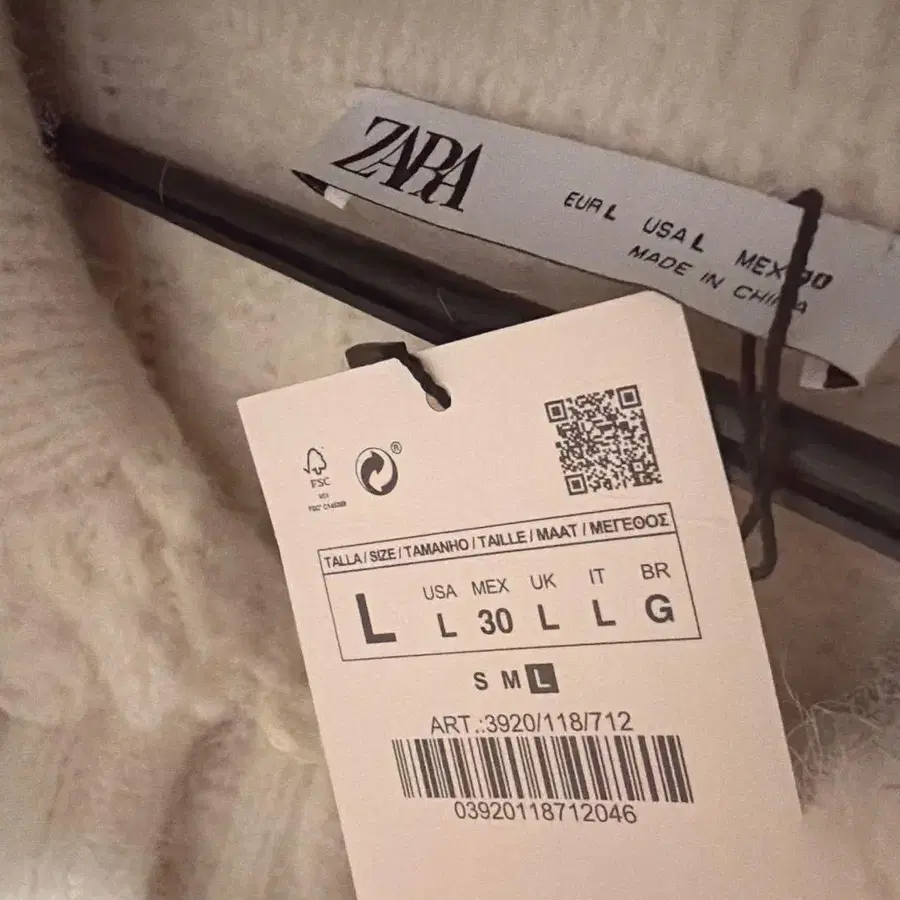 ZARA
EUR L USA L MEX 30
MADE IN CHINA
FSC
®
TALLA / SIZE / TAMANHO / TAILLE / MAAT / ΜΕΓΕΘΟΣ
USA MEX UK IT BR
L L 30 L L G
S M L
ART.:3920/118/712
03920118712046